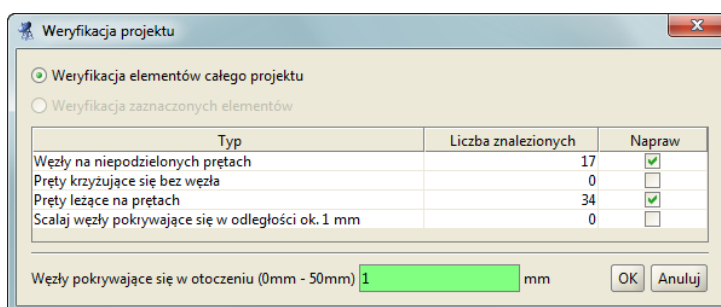 Weryfikacja projektu
Weryfikacja elementów całego projektu
Weryfikacja zaznaczonych elementów
Typ Liczba znalezionych Napraw
Węzły na niepodzielonych prętach 17
Pręty krzyżujące się bez węzła 0
Pręty leżące na prętach 34
Scalaj węzły pokrywające się w odległości ok. 1 mm 0
Węzły pokrywające się w otoczeniu (0mm - 50mm) 1 mm OK Anuluj